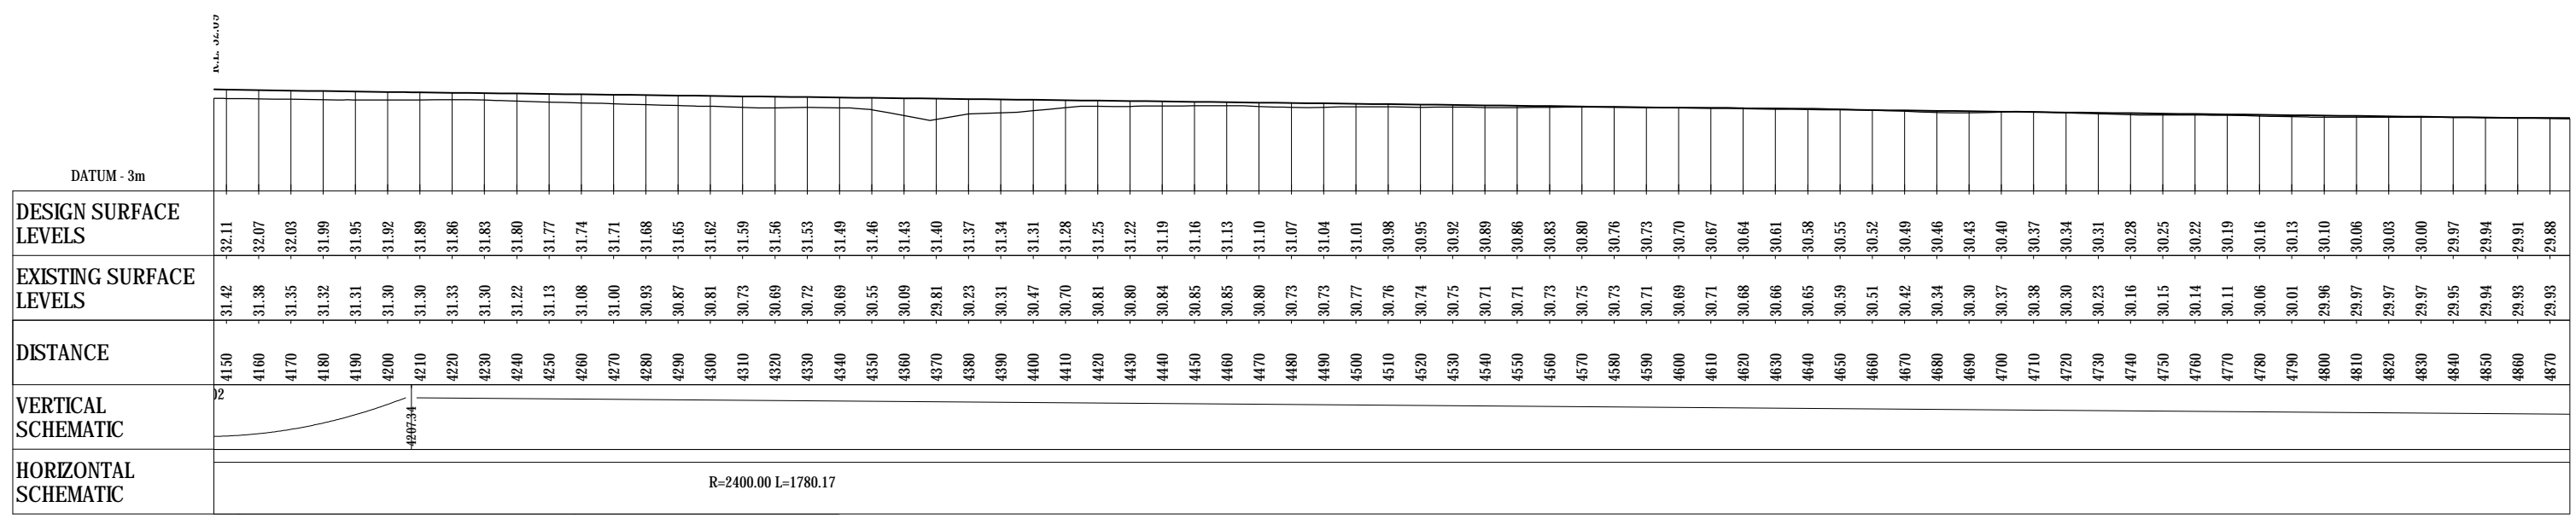 DATUM - 3m
DESIGN SURFACE
LEVELS
32.11 32.07 32.03 31.99 31.95 31.92 31.89 31.86 31.83 31.80 31.77 31.74 31.71 31.68 31.65 31.62 31.59 31.56 31.53 31.49 31.46 31.43 31.40 31.37 31.34 31.31 31.28 31.25 31.22 31.19 31.16 31.13 31.10 31.07 31.04 31.01 30.98 30.95 30.92 30.89 30.86 30.83 30.80 30.76 30.73 30.70 30.67 30.64 30.61 30.58 30.55 30.52 30.49 30.46 30.43 30.40 30.37 30.34 30.31 30.28 30.25 30.22 30.19 30.16 30.13 30.10 30.06 30.03 30.00 29.97 29.94 29.91 29.88
EXISTING SURFACE
LEVELS
31.42 31.38 31.35 31.32 31.31 31.30 31.30 31.33 31.30 31.22 31.13 31.08 31.00 30.93 30.87 30.81 30.73 30.69 30.72 30.69 30.55 30.09 29.81 30.23 30.31 30.47 30.70 30.81 30.80 30.84 30.85 30.85 30.80 30.73 30.73 30.77 30.76 30.74 30.75 30.71 30.71 30.73 30.75 30.73 30.71 30.69 30.71 30.68 30.66 30.65 30.59 30.51 30.42 30.34 30.30 30.37 30.38 30.30 30.23 30.16 30.15 30.14 30.11 30.06 30.01 29.96 29.97 29.97 29.97 29.95 29.94 29.93 29.93
DISTANCE
4150 4160 4170 4180 4190 4200 4210 4220 4230 4240 4250 4260 4270 4280 4290 4300 4310 4320 4330 4340 4350 4360 4370 4380 4390 4400 4410 4420 4430 4440 4450 4460 4470 4480 4490 4500 4510 4520 4530 4540 4550 4560 4570 4580 4590 4600 4610 4620 4630 4640 4650 4660 4670 4680 4690 4700 4710 4720 4730 4740 4750 4760 4770 4780 4790 4800 4810 4820 4830 4840 4850 4860 4870
VERTICAL
SCHEMATIC
4207.34
HORIZONTAL
SCHEMATIC
R=2400.00 L=1780.17